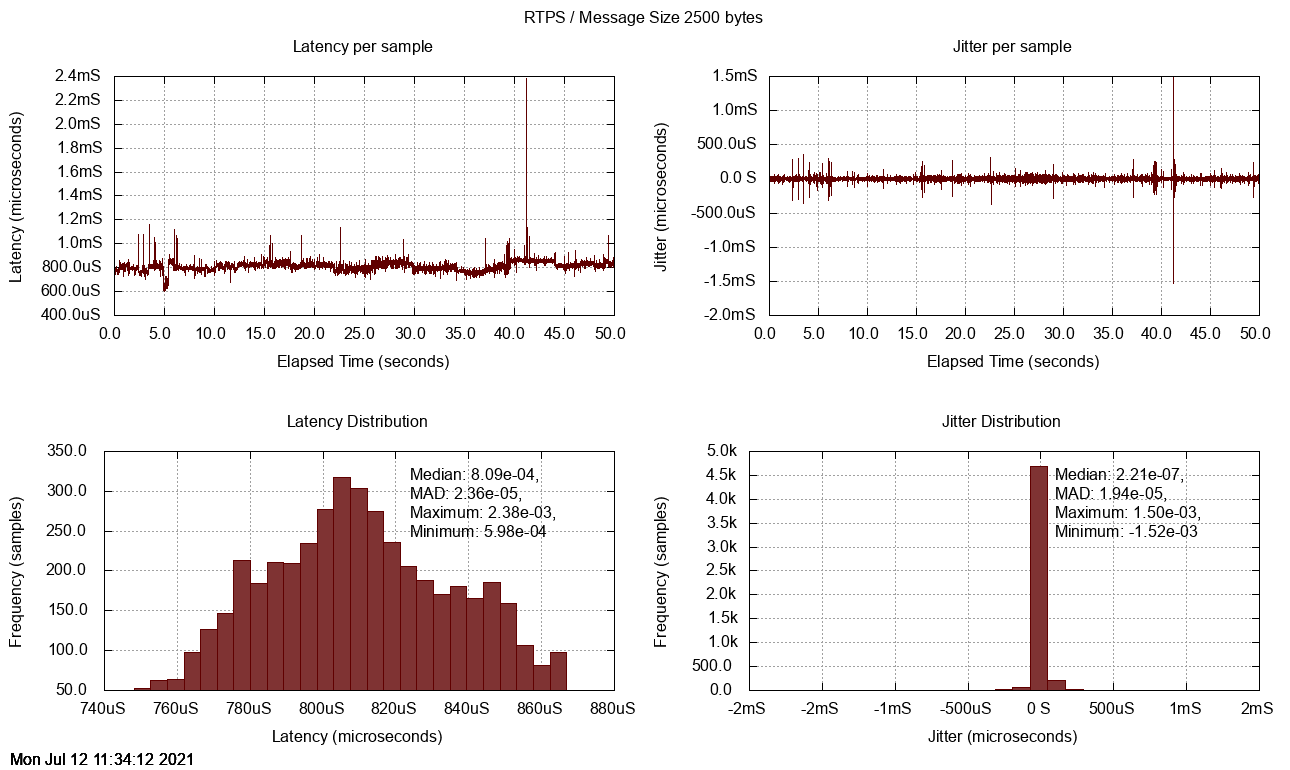 RTPS / Message Size 2500 bytes
Latency per sample
Jitter per sample
2.4mS
2.2mS
2.0mS
1.8mS
1.6mS
1.4mS
1.2mS
1.0mS
800.0uS
600.0uS
400.0uS
Latency (microseconds)
0.0 5.0 10.0 15.0 20.0 25.0 30.0 35.0 40.0 45.0 50.0
Elapsed Time (seconds)
1.5mS
1.0mS
500.0uS
0.0 S
-500.0uS
-1.0mS
-1.5mS
-2.0mS
Jitter (microseconds)
0.0 5.0 10.0 15.0 20.0 25.0 30.0 35.0 40.0 45.0 50.0
Elapsed Time (seconds)
Latency Distribution
Jitter Distribution
350.0
300.0
250.0
200.0
150.0
100.0
50.0
Frequency (samples)
Median: 8.09e-04,
MAD: 2.36e-05,
Maximum: 2.38e-03,
Minimum: 5.98e-04
740uS 760uS 780uS 800uS 820uS 840uS 860uS 880uS
Latency (microseconds)
5.0k
4.5k
4.0k
3.5k
3.0k
2.5k
2.0k
1.5k
1.0k
500.0
0.0
Frequency (samples)
Median: 2.21e-07,
MAD: 1.94e-05,
Maximum: 1.50e-03,
Minimum: -1.52e-03
-2mS -2mS -1mS -500uS 0 S 500uS 1mS 2mS
Jitter (microseconds)
Mon Jul 12 11:34:12 2021